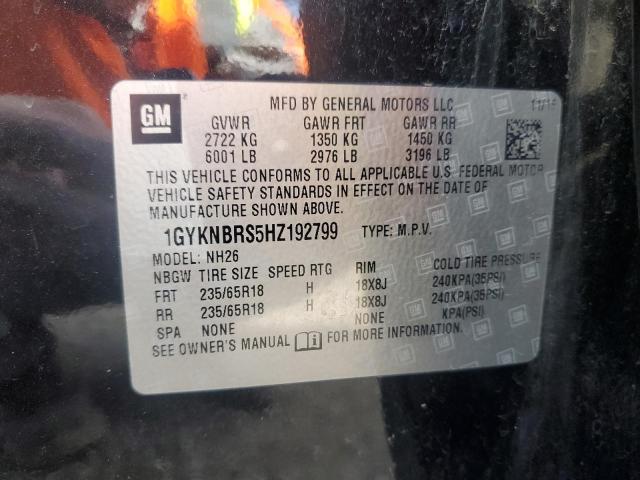 GM
MFD BY GENERAL MOTORS LLC
GVWR GAWR FRT GAWR RR
2722 KG 1350 KG 1450 KG
6001 LB 2976 LB 3196 LB
THIS VEHICLE CONFORMS TO ALL APPLICABLE U.S. FEDERAL MOTOR
VEHICLE SAFETY STANDARDS IN EFFECT ON THE DATE OF
MANUFACTURE SHOWN ABOVE.
1GYKNBRS5HZ192799 TYPE: M.P.V.
MODEL: NH26
NBGW TIRE SIZE SPEED RTG RIM COLD TIRE PRESSURE
FRT 235/65R18 H 18X8J 240KPA(35PSI)
RR 235/65R18 H 18X8J 240KPA(35PSI)
SPA NONE NONE KPA(PSI)
SEE OWNER'S MANUAL FOR MORE INFORMATION.